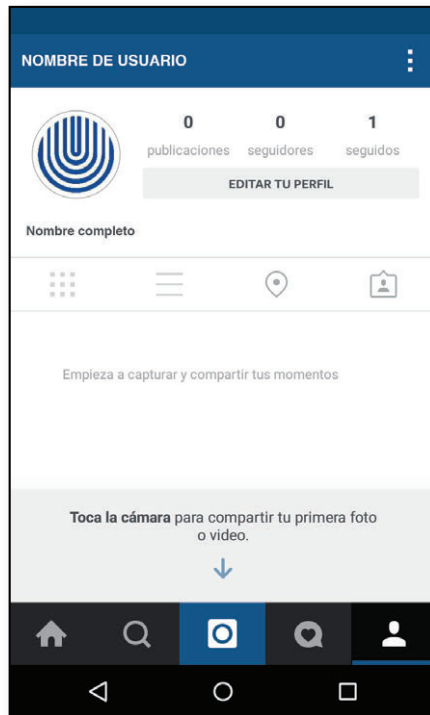 NOMBRE DE USUARIO
0 0 1
publicaciones seguidores seguidos
EDITAR TU PERFIL
Nombre completo
Empieza a capturar y compartir tus momentos
Toca la cámara para compartir tu primera foto
o video.